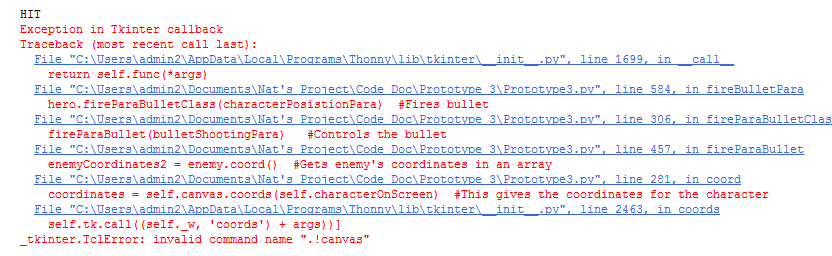 HIT
Exception in Tkinter callback
Traceback (most recent call last):
File "C:\Users\admin2\AppData\Local\Programs\Thonny\lib\tkinter\__init__.py", line 1699, in __call__
return self.func(*args)
File "C:\Users\admin2\Documents\Nat's Project\Code Doc\Prototype 3\Prototype3.py", line 584, in fireBulletPara
hero.fireParaBulletClass(characterPosistionPara)  #Fires bullet
File "C:\Users\admin2\Documents\Nat's Project\Code Doc\Prototype 3\Prototype3.py", line 306, in fireParaBulletClas
fireParaBullet(bulletShootingPara)   #Controls the bullet
File "C:\Users\admin2\Documents\Nat's Project\Code Doc\Prototype 3\Prototype3.py", line 457, in fireParaBullet
enemyCoordinates2 = enemy.coord()  #Gets enemy's coordinates in an array
File "C:\Users\admin2\Documents\Nat's Project\Code Doc\Prototype 3\Prototype3.py", line 281, in coord
coordinates = self.canvas.coords(self.characterOnScreen)  #This gives the coordinates for the character
File "C:\Users\admin2\AppData\Local\Programs\Thonny\lib\tkinter\__init__.py", line 2463, in coords
self.tk.call((self._w, 'coords') + args))]
_tkinter.TclError: invalid command name ".!canvas"